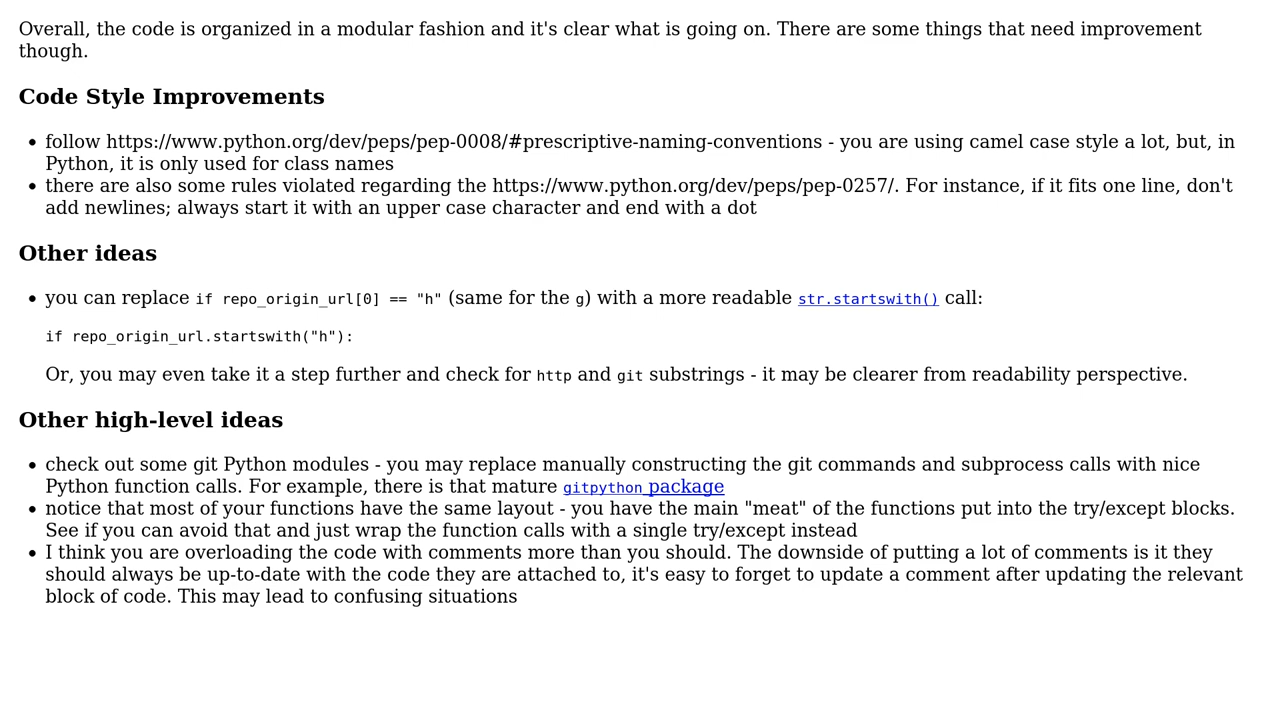 Overall, the code is organized in a modular fashion and it's clear what is going on. There are some things that need improvement
though.
Code Style Improvements
• follow https://www.python.org/dev/peps/pep-0008/#prescriptive-naming-conventions - you are using camel case style a lot, but, in
Python, it is only used for class names
• there are also some rules violated regarding the https://www.python.org/dev/peps/pep-0257/. For instance, if it fits one line, don't
add newlines; always start it with an upper case character and end with a dot
Other ideas
• you can replace if repo_origin_url[0] == "h" (same for the g) with a more readable str.startswith() call:
if repo_origin_url.startswith("h"):
Or, you may even take it a step further and check for http and git substrings - it may be clearer from readability perspective.
Other high-level ideas
• check out some git Python modules - you may replace manually constructing the git commands and subprocess calls with nice
Python function calls. For example, there is that mature gitpython package
• notice that most of your functions have the same layout - you have the main "meat" of the functions put into the try/except blocks.
See if you can avoid that and just wrap the function calls with a single try/except instead
• I think you are overloading the code with comments more than you should. The downside of putting a lot of comments is it they
should always be up-to-date with the code they are attached to, it's easy to forget to update a comment after updating the relevant
block of code. This may lead to confusing situations